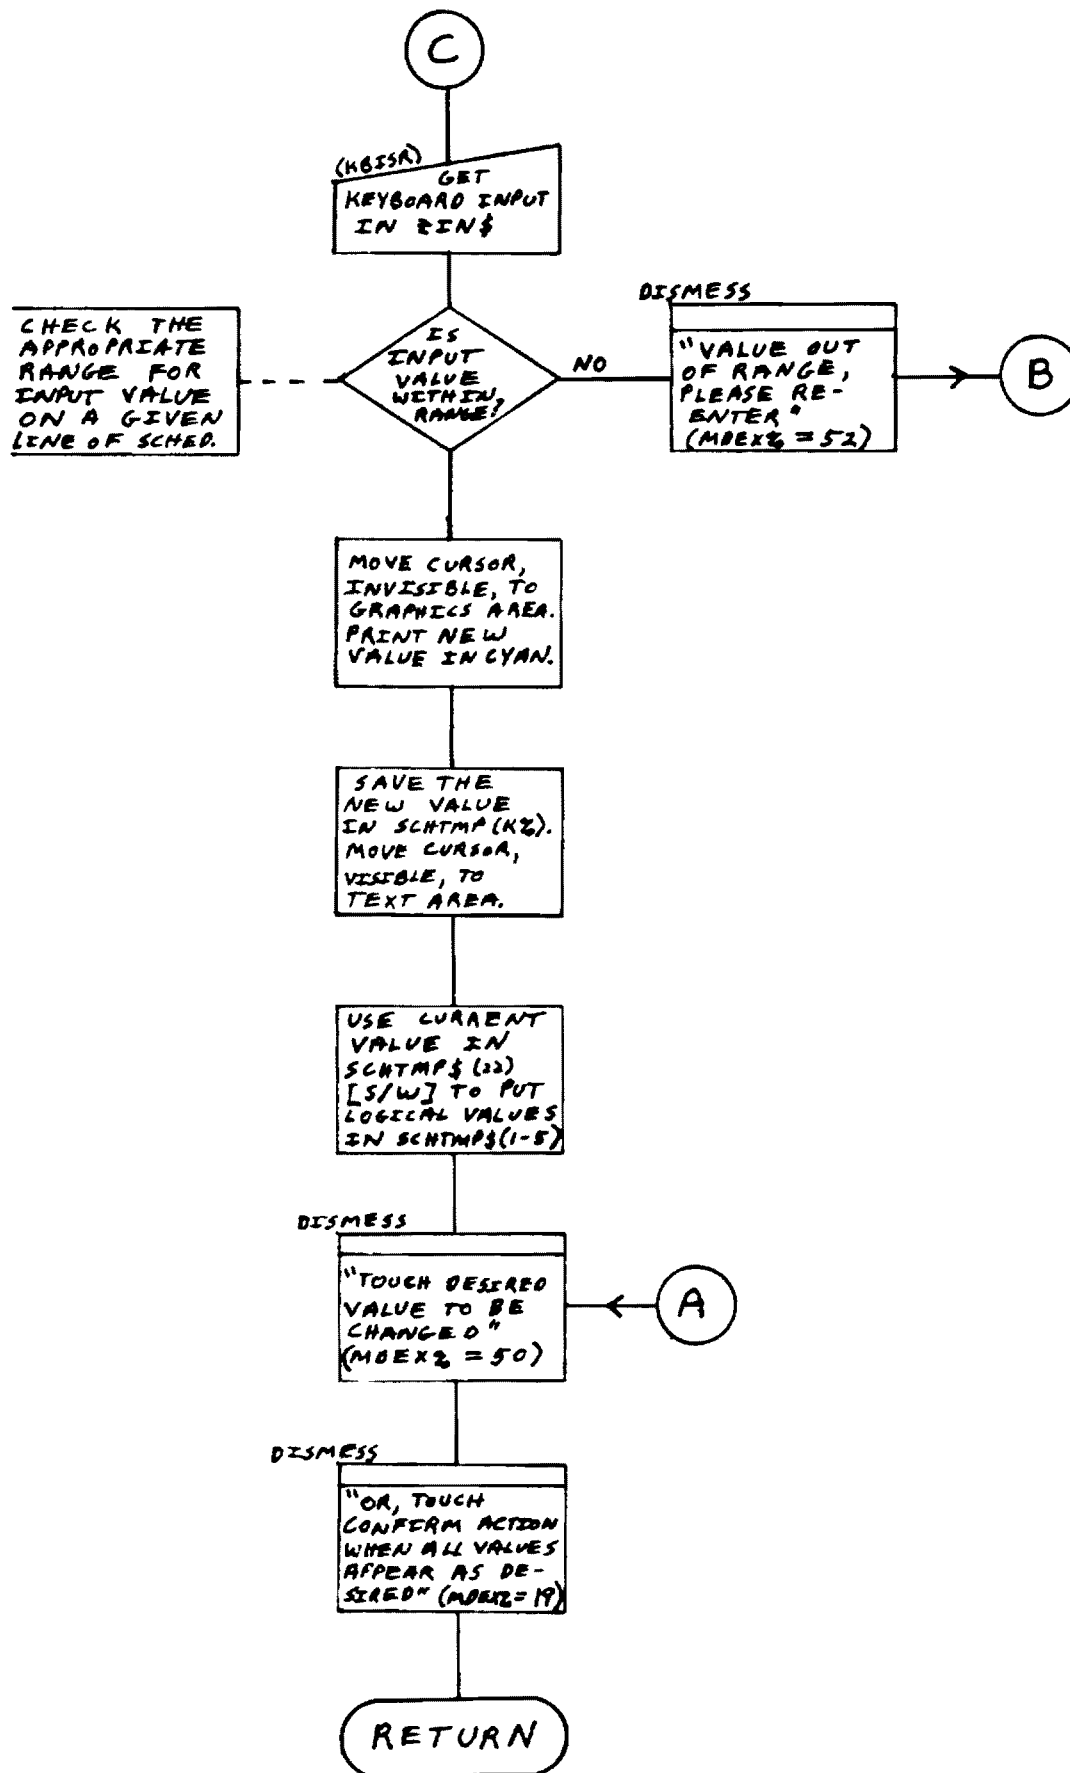 C
(KBISR)
GET
KEYBOARD INPUT
IN ZIN$
CHECK THE
APPROPRIATE
RANGE FOR
INPUT VALUE
ON A GIVEN
LINE OF SCHED.
IS
INPUT
VALUE
WITHIN
RANGE?
NO
DISMESS
"VALUE OUT
OF RANGE,
PLEASE RE-
ENTER"
(MDEX% = 52)
B
MOVE CURSOR,
INVISIBLE, TO
GRAPHICS AREA.
PRINT NEW
VALUE IN CYAN.
SAVE THE
NEW VALUE
IN SCHTMP(K%).
MOVE CURSOR,
VISIBLE, TO
TEXT AREA.
USE CURRENT
VALUE IN
SCHTMP$(22)
[S/W] TO PUT
LOGICAL VALUES
IN SCHTMP$(1-5)
DISMESS
"TOUCH DESIRED
VALUE TO BE
CHANGED"
(MDEX% = 50)
A
DISMESS
"OR, TOUCH
CONFIRM ACTION
WHEN ALL VALUES
APPEAR AS DE-
SIRED" (MDEX%=19)
RETURN